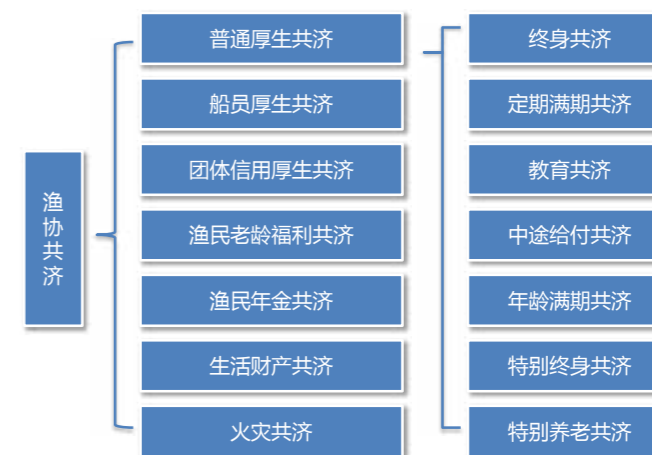 渔协共济
普通厚生共济
船员厚生共济
团体信用厚生共济
渔民老龄福利共济
渔民年金共济
生活财产共济
火灾共济
终身共济
定期满期共济
教育共济
中途给付共济
年龄满期共济
特别终身共济
特别养老共济